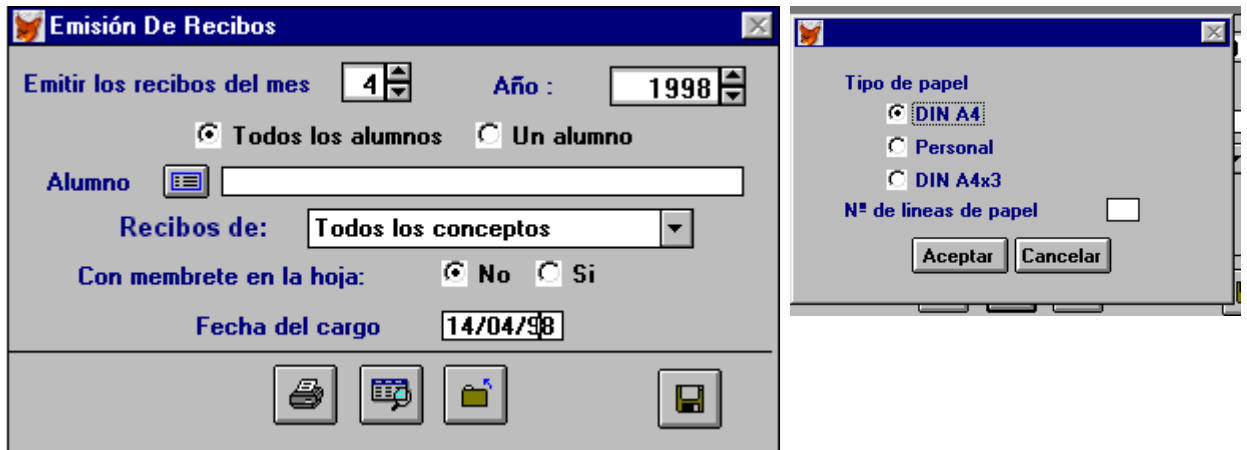 Emisión De Recibos
Emitir los recibos del mes 4 Año : 1998
Todos los alumnos Un alumno
Alumno
Recibos de: Todos los conceptos
Con membrete en la hoja: No Si
Fecha del cargo 14/04/98
Tipo de papel
DIN A4
Personal
DIN A4x3
Nº de lineas de papel
Aceptar Cancelar